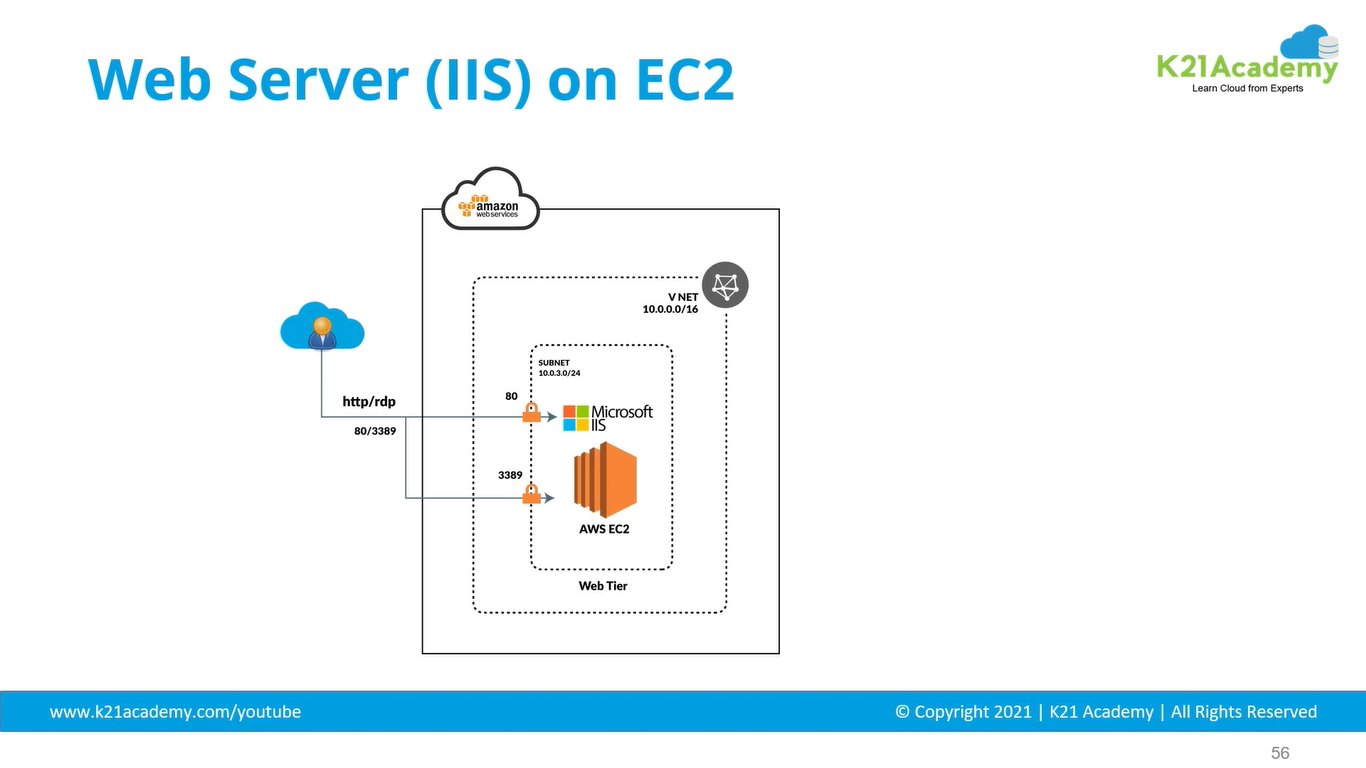 Web Server (IIS) on EC2
K21Academy
Learn Cloud from Experts
amazon
web services
V NET
10.0.0.0/16
SUBNET
10.0.3.0/24
http/rdp
80/3389
80
Microsoft
IIS
3389
AWS EC2
Web Tier
www.k21academy.com/youtube
© Copyright 2021 | K21 Academy | All Rights Reserved
56